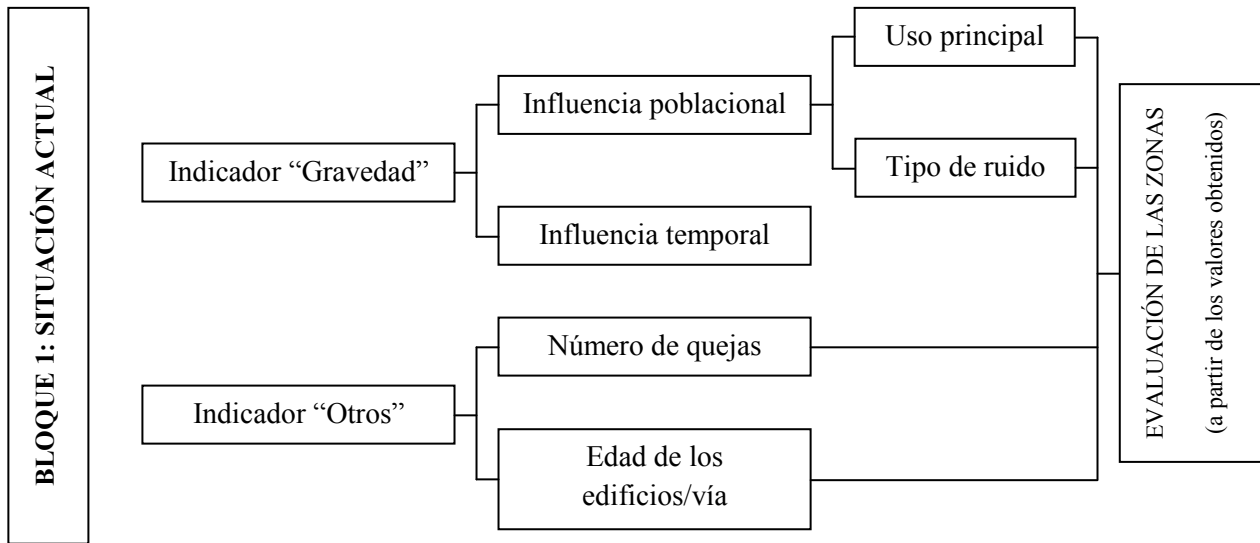 BLOQUE 1: SITUACIÓN ACTUAL
Indicador “Gravedad”
Influencia poblacional
Uso principal
Tipo de ruido
Influencia temporal
Indicador “Otros”
Número de quejas
Edad de los
edificios/vía
EVALUACIÓN DE LAS ZONAS
(a partir de los valores obtenidos)